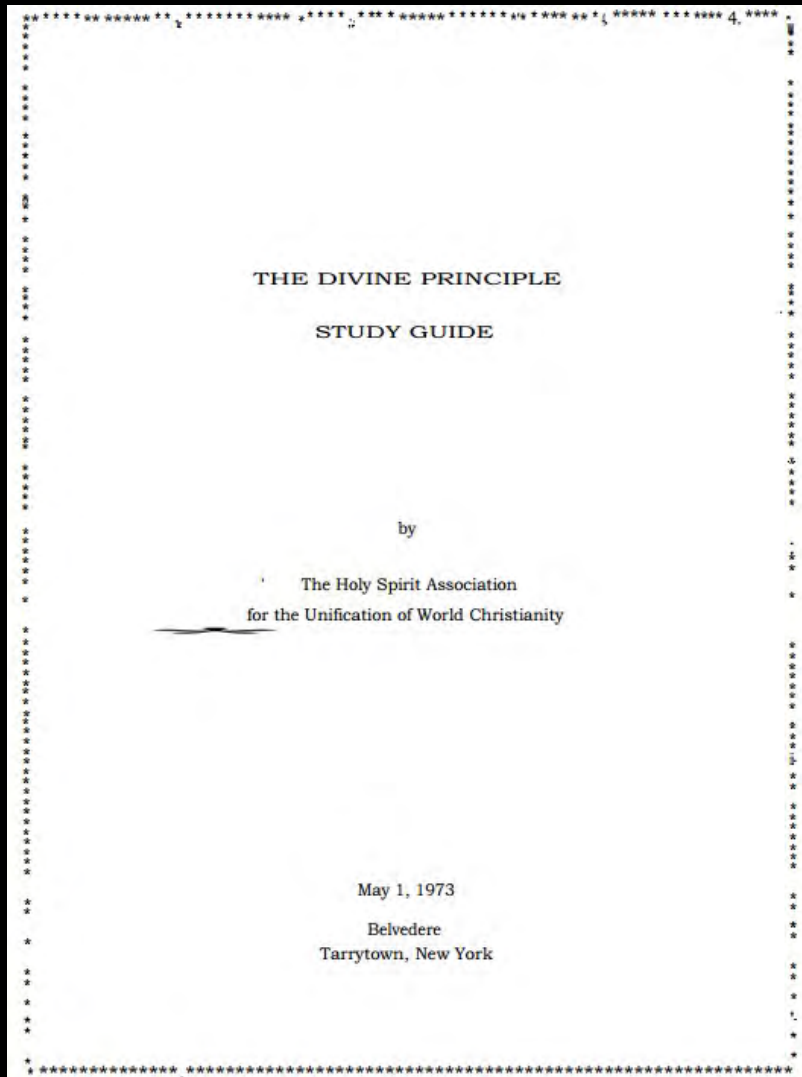 THE DIVINE PRINCIPLE
STUDY GUIDE
by
The Holy Spirit Association
for the Unification of World Christianity
May 1, 1973
Belvedere
Tarrytown, New York